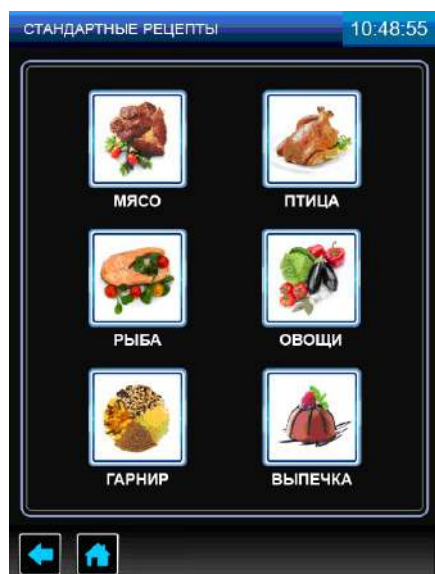 СТАНДАРТНЫЕ РЕЦЕПТЫ 10:48:55
МЯСО ПТИЦА
РЫБА ОВОЩИ
ГАРНИР ВЫПЕЧКА